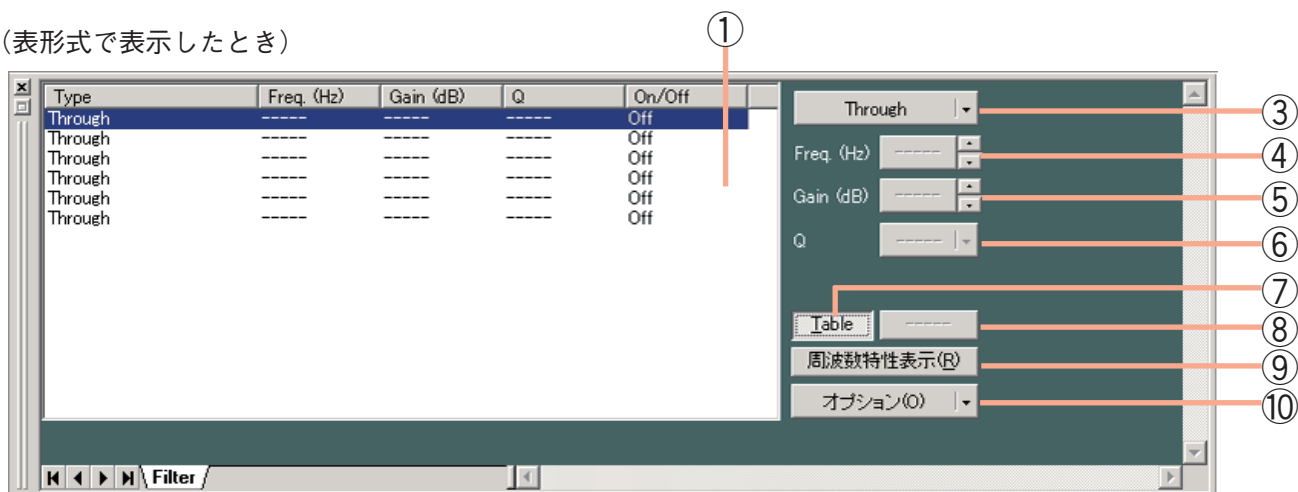 (表形式で表示したとき)
①
Type Freq. (Hz) Gain (dB) Q On/Off
Through ----- ----- ----- Off
Through ----- ----- ----- Off
Through ----- ----- ----- Off
Through ----- ----- ----- Off
Through ----- ----- ----- Off
Through ----- ----- ----- Off
Through ③
Freq. (Hz) ----- ④
Gain (dB) ----- ⑤
Q ----- ⑥
⑦
Table ----- ⑧
周波数特性表示(R) ⑨
オプション(O) ⑩
Filter